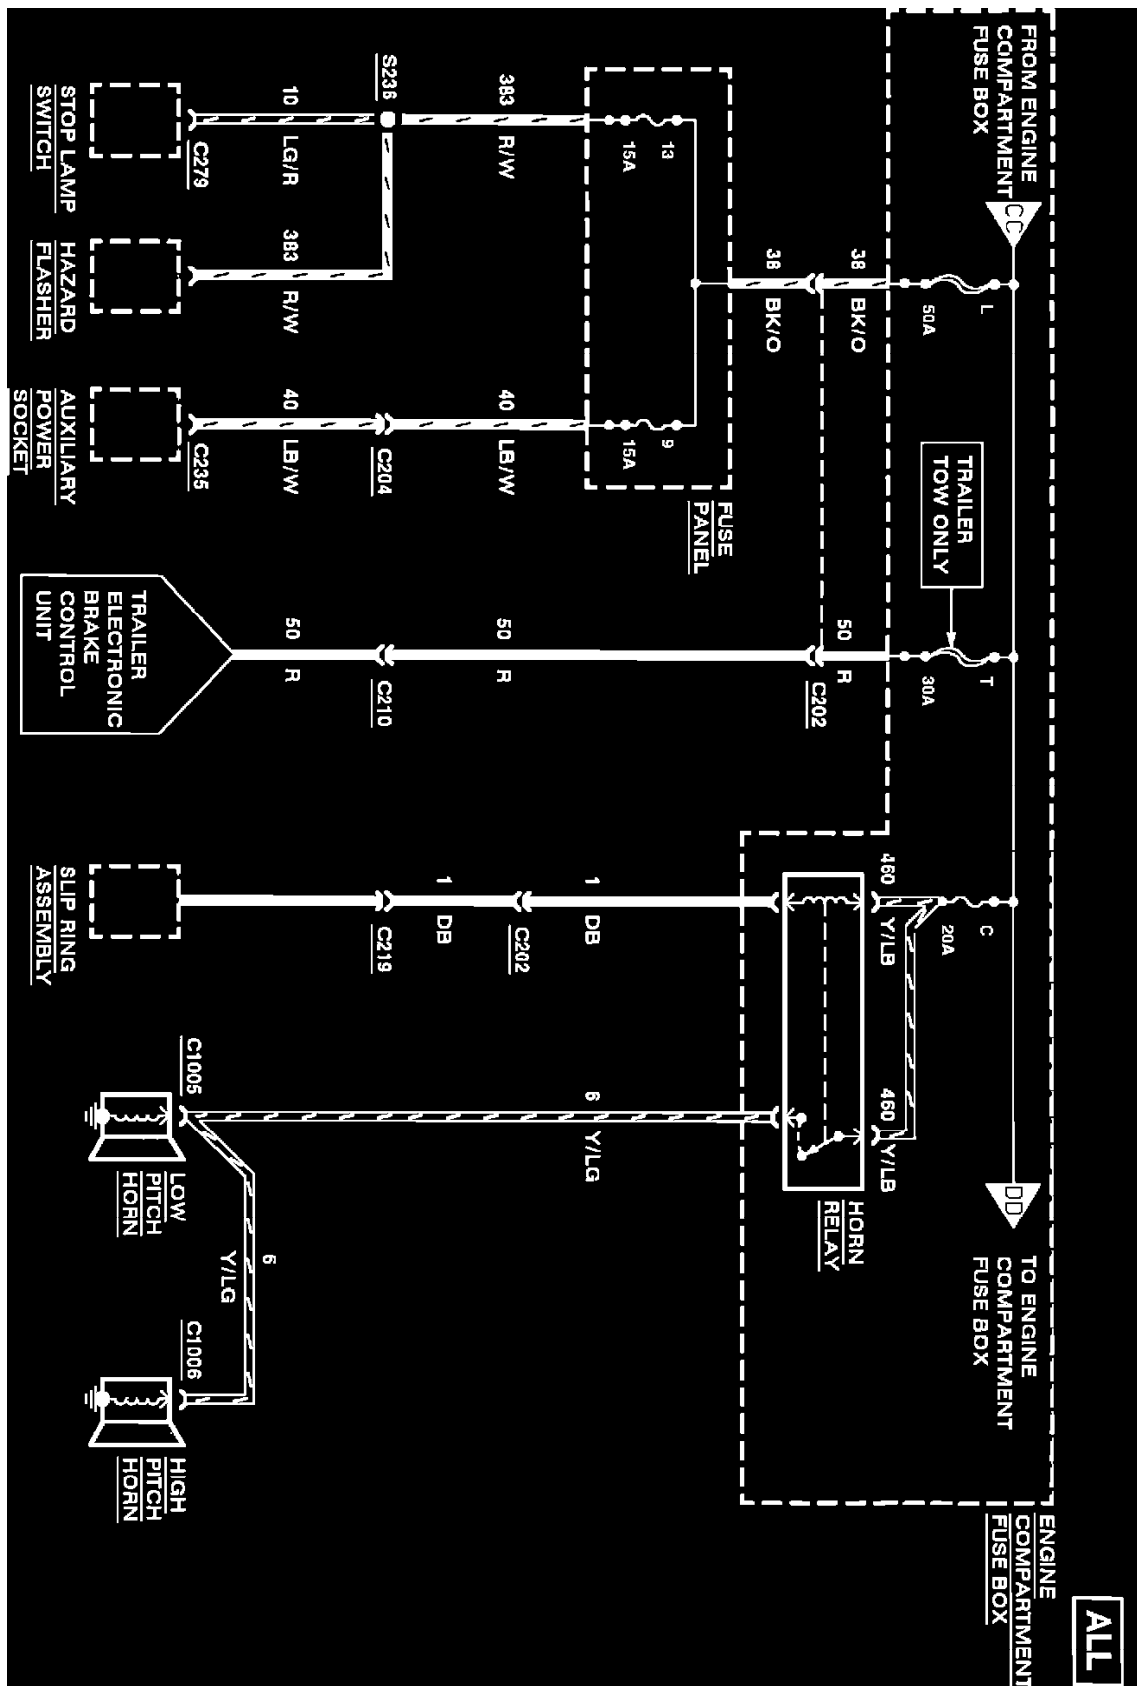 ALL
ENGINE
COMPARTMENT
FUSE BOX
FROM ENGINE
COMPARTMENT
FUSE BOX
CC
TO ENGINE
COMPARTMENT
FUSE BOX
DD
L
50A
TRAILER
TOW ONLY
T
30A
C
20A
460
Y/LB
460
Y/LB
HORN
RELAY
38
BK/O
38
BK/O
50
R
C202
FUSE
PANEL
13
15A
9
15A
383
R/W
40
LB/W
50
R
1
DB
6
Y/LG
C202
1
DB
S236
C204
C210
C219
10
LG/R
383
R/W
40
LB/W
50
R
6
Y/LG
C279
C235
C1005
C1006
STOP LAMP
SWITCH
HAZARD
FLASHER
AUXILIARY
POWER
SOCKET
TRAILER
ELECTRONIC
BRAKE
CONTROL
UNIT
SLIP RING
ASSEMBLY
LOW
PITCH
HORN
HIGH
PITCH
HORN